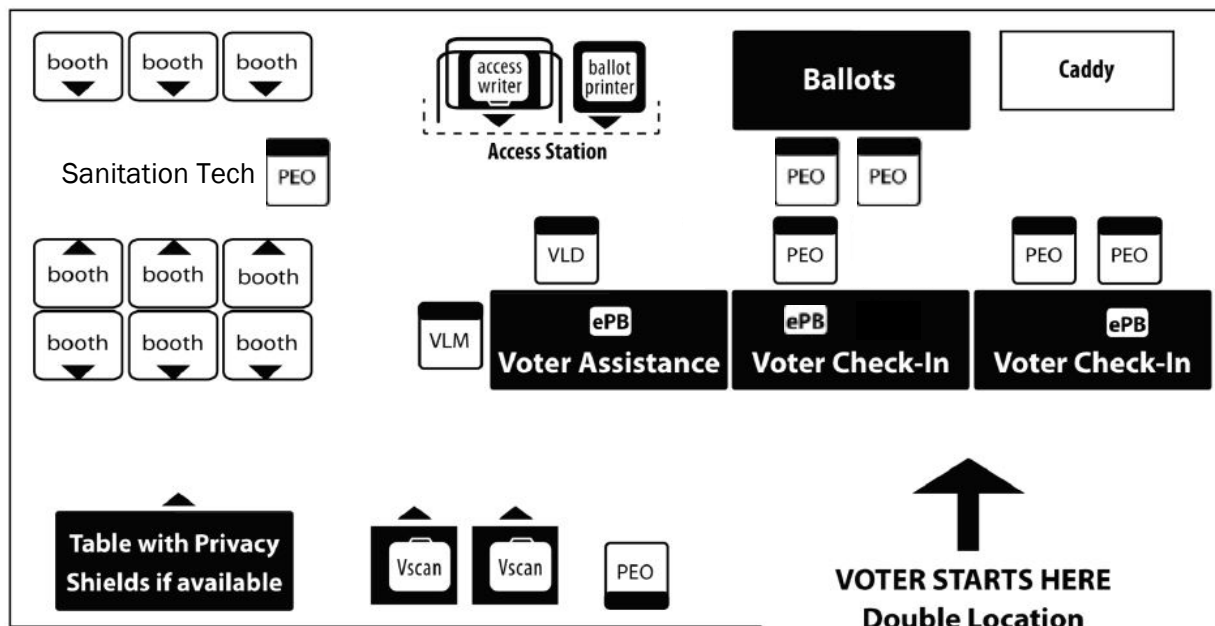 booth booth booth
access
writer
ballot
printer
Access Station
Ballots
Caddy
Sanitation Tech PEO
PEO PEO
VLD PEO PEO PEO
booth booth booth
booth booth booth
VLM
ePB
Voter Assistance
ePB
Voter Check-In
ePB
Voter Check-In
Table with Privacy
Shields if available
Vscan Vscan PEO
VOTER STARTS HERE
Double Location